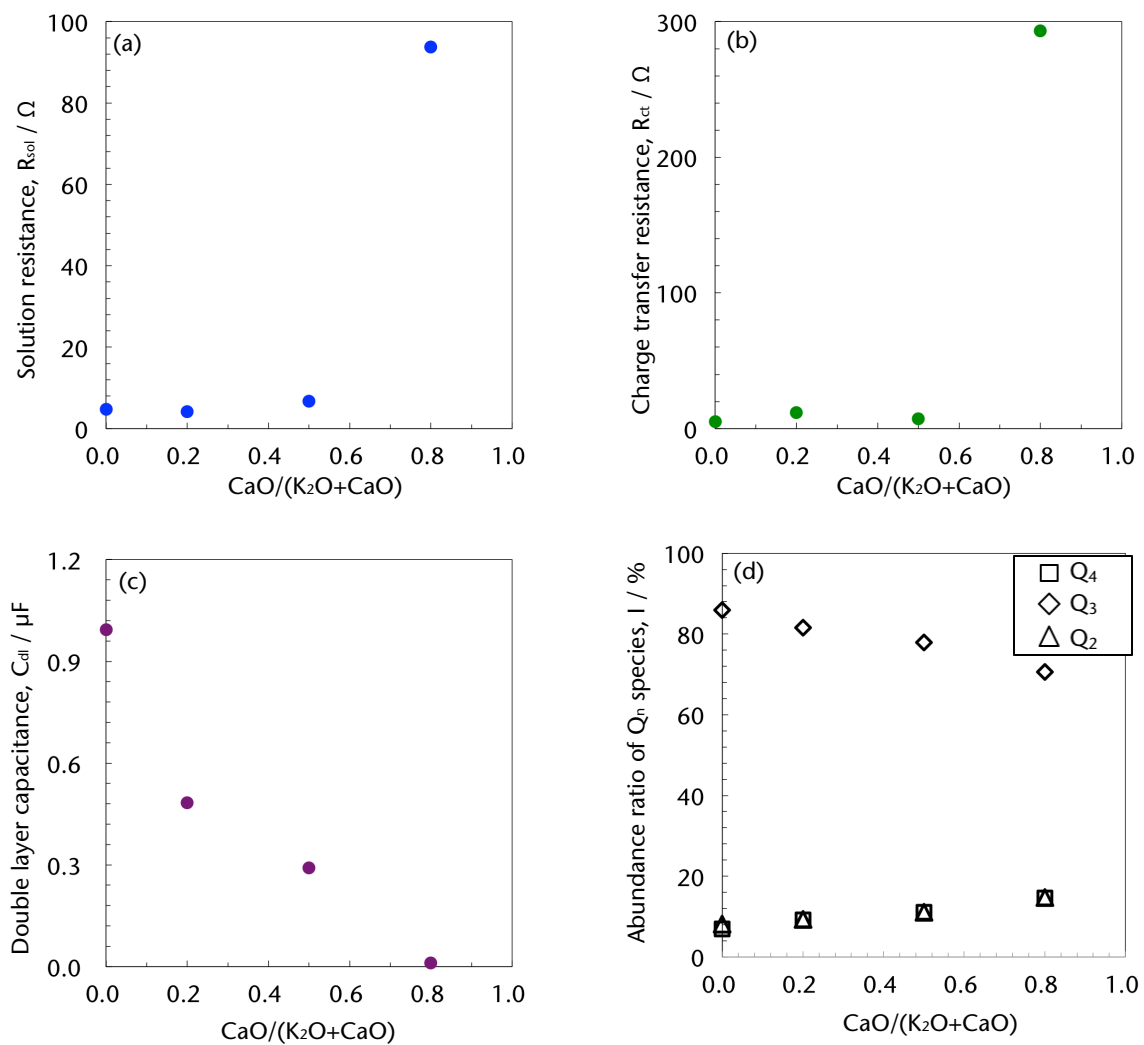 (a)
Solution resistance, Rsol / Ω
100
80
60
40
20
0
0.0 0.2 0.4 0.6 0.8 1.0
CaO/(K2O+CaO)
(b)
Charge transfer resistance, Rct / Ω
300
200
100
0
0.0 0.2 0.4 0.6 0.8 1.0
CaO/(K2O+CaO)
(c)
Double layer capacitance, Cdl / μF
1.2
0.9
0.6
0.3
0.0
0.0 0.2 0.4 0.6 0.8 1.0
CaO/(K2O+CaO)
(d)
Abundance ratio of Qn species, I / %
100
80
60
40
20
0
Q4
Q3
Q2
0.0 0.2 0.4 0.6 0.8 1.0
CaO/(K2O+CaO)